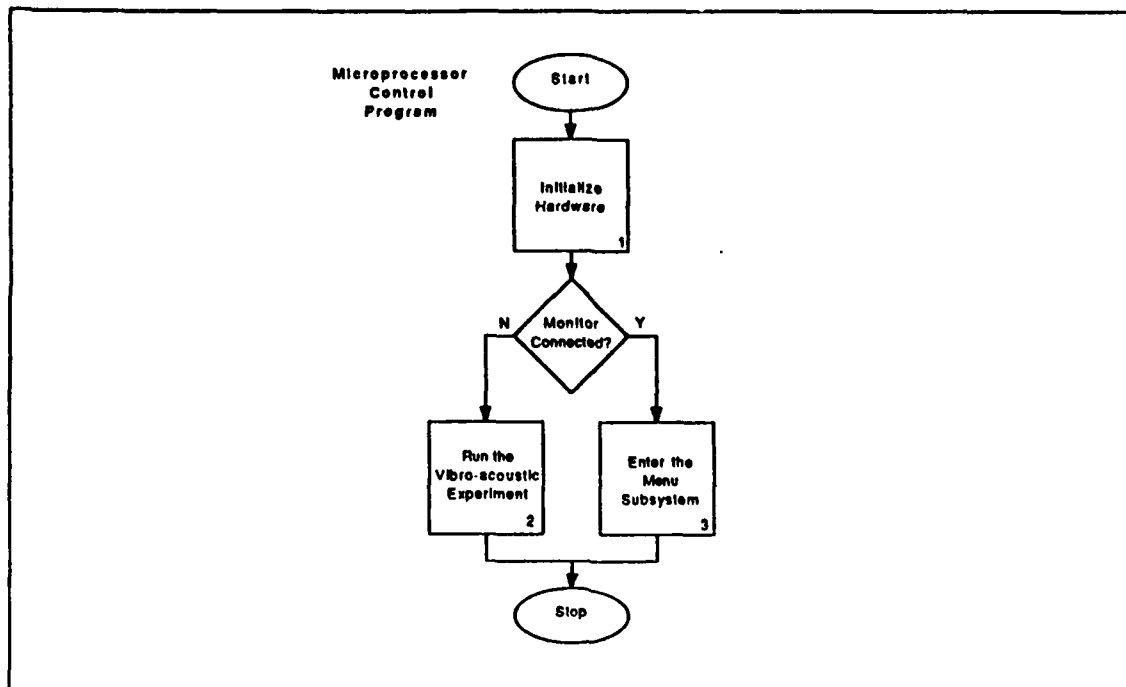 Microprocessor
Control
Program
Start
Initialize
Hardware
1
N
Monitor
Connected?
Y
Run the
Vibro-acoustic
Experiment
2
Enter the
Menu
Subsystem
3
Stop